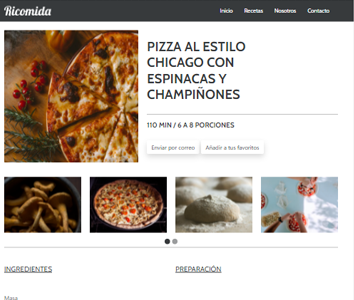 Ricomida
Inicio Recetas Nosotros Contacto
PIZZA AL ESTILO
CHICAGO CON
ESPINACAS Y
CHAMPIÑONES
110 MIN / 6 A 8 PORCIONES
Enviar por correo Añadir a tus favoritos
INGREDIENTES PREPARACIÓN
Masa